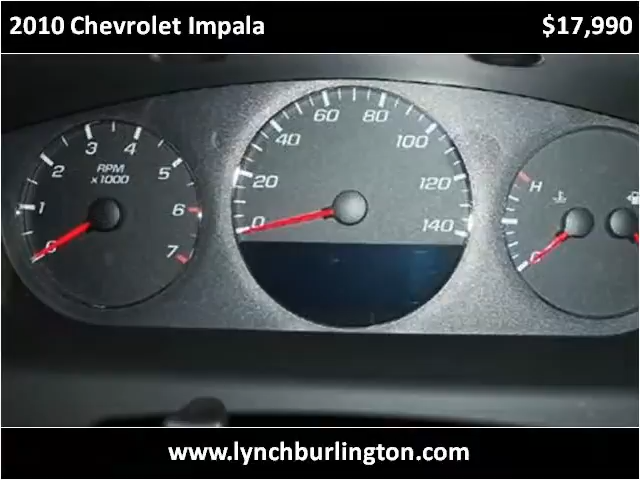 2010 Chevrolet Impala $17,990
0 1 2 3 4 5 6 7
RPM
x1000
0 20 40 60 80 100 120 140
H
C
www.lynchburlington.com